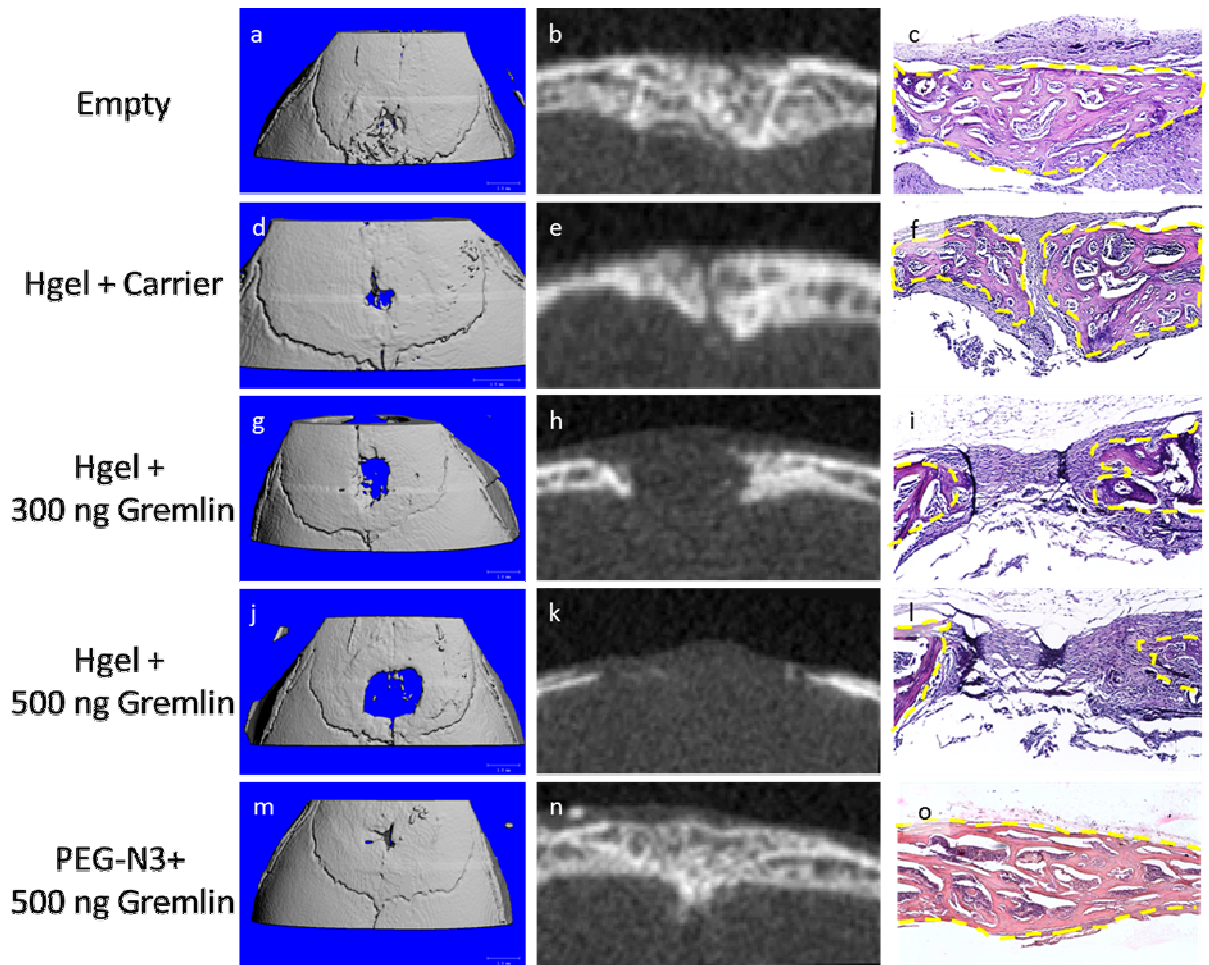 a
b
c
Empty
d
e
f
Hgel + Carrier
g
h
i
Hgel +
300 ng Gremlin
j
k
l
Hgel +
500 ng Gremlin
m
n
o
PEG-N3+
500 ng Gremlin